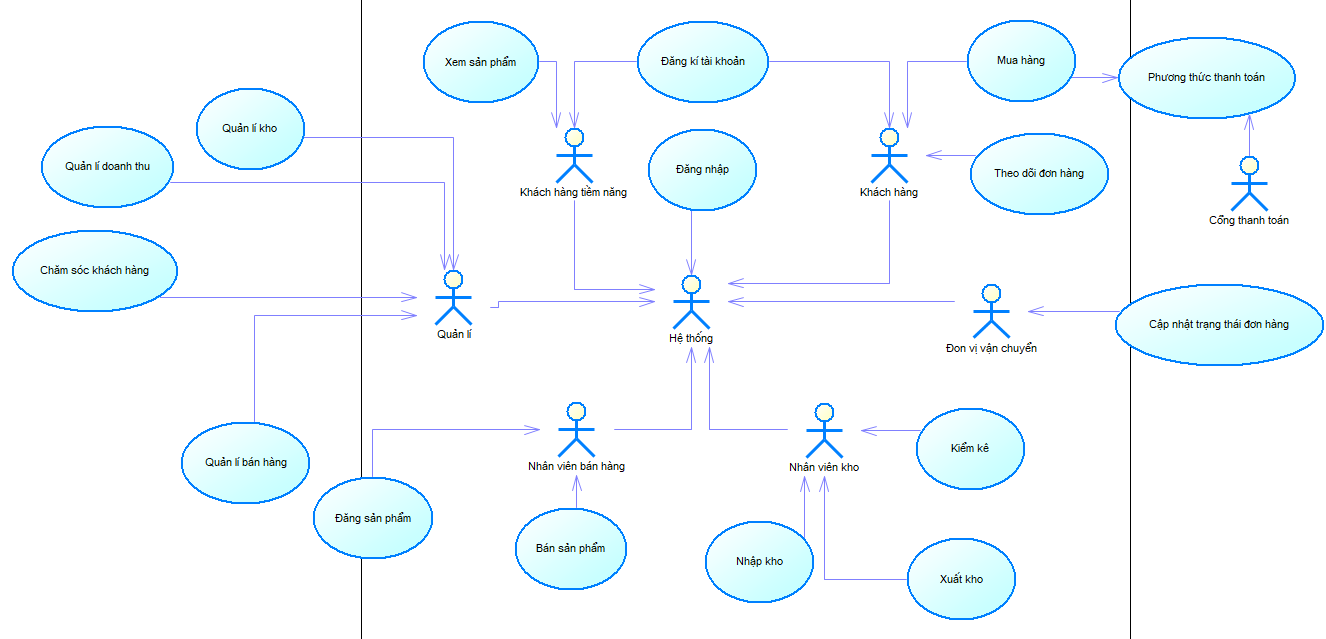 Xem sản phẩm
Đăng kí tài khoản
Mua hàng
Phương thức thanh toán
Quản lí kho
Quản lí doanh thu
Đăng nhập
Theo dõi đơn hàng
Khách hàng tiềm năng
Khách hàng
Cổng thanh toán
Chăm sóc khách hàng
Quản lí
Hệ thống
Đon vị vận chuyển
Cập nhật trạng thái đơn hàng
Quản lí bán hàng
Nhân viên bán hàng
Nhân viên kho
Kiểm kê
Đăng sản phẩm
Bán sản phẩm
Nhập kho
Xuất kho